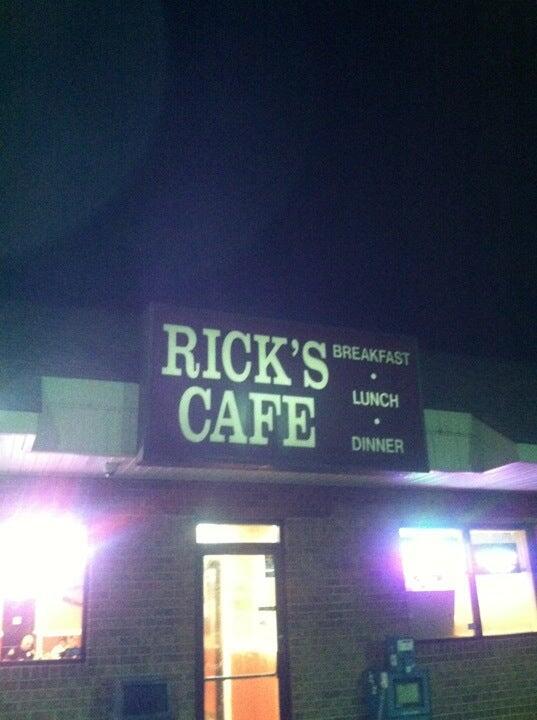 RICK'S
CAFE
BREAKFAST
•
LUNCH
•
DINNER